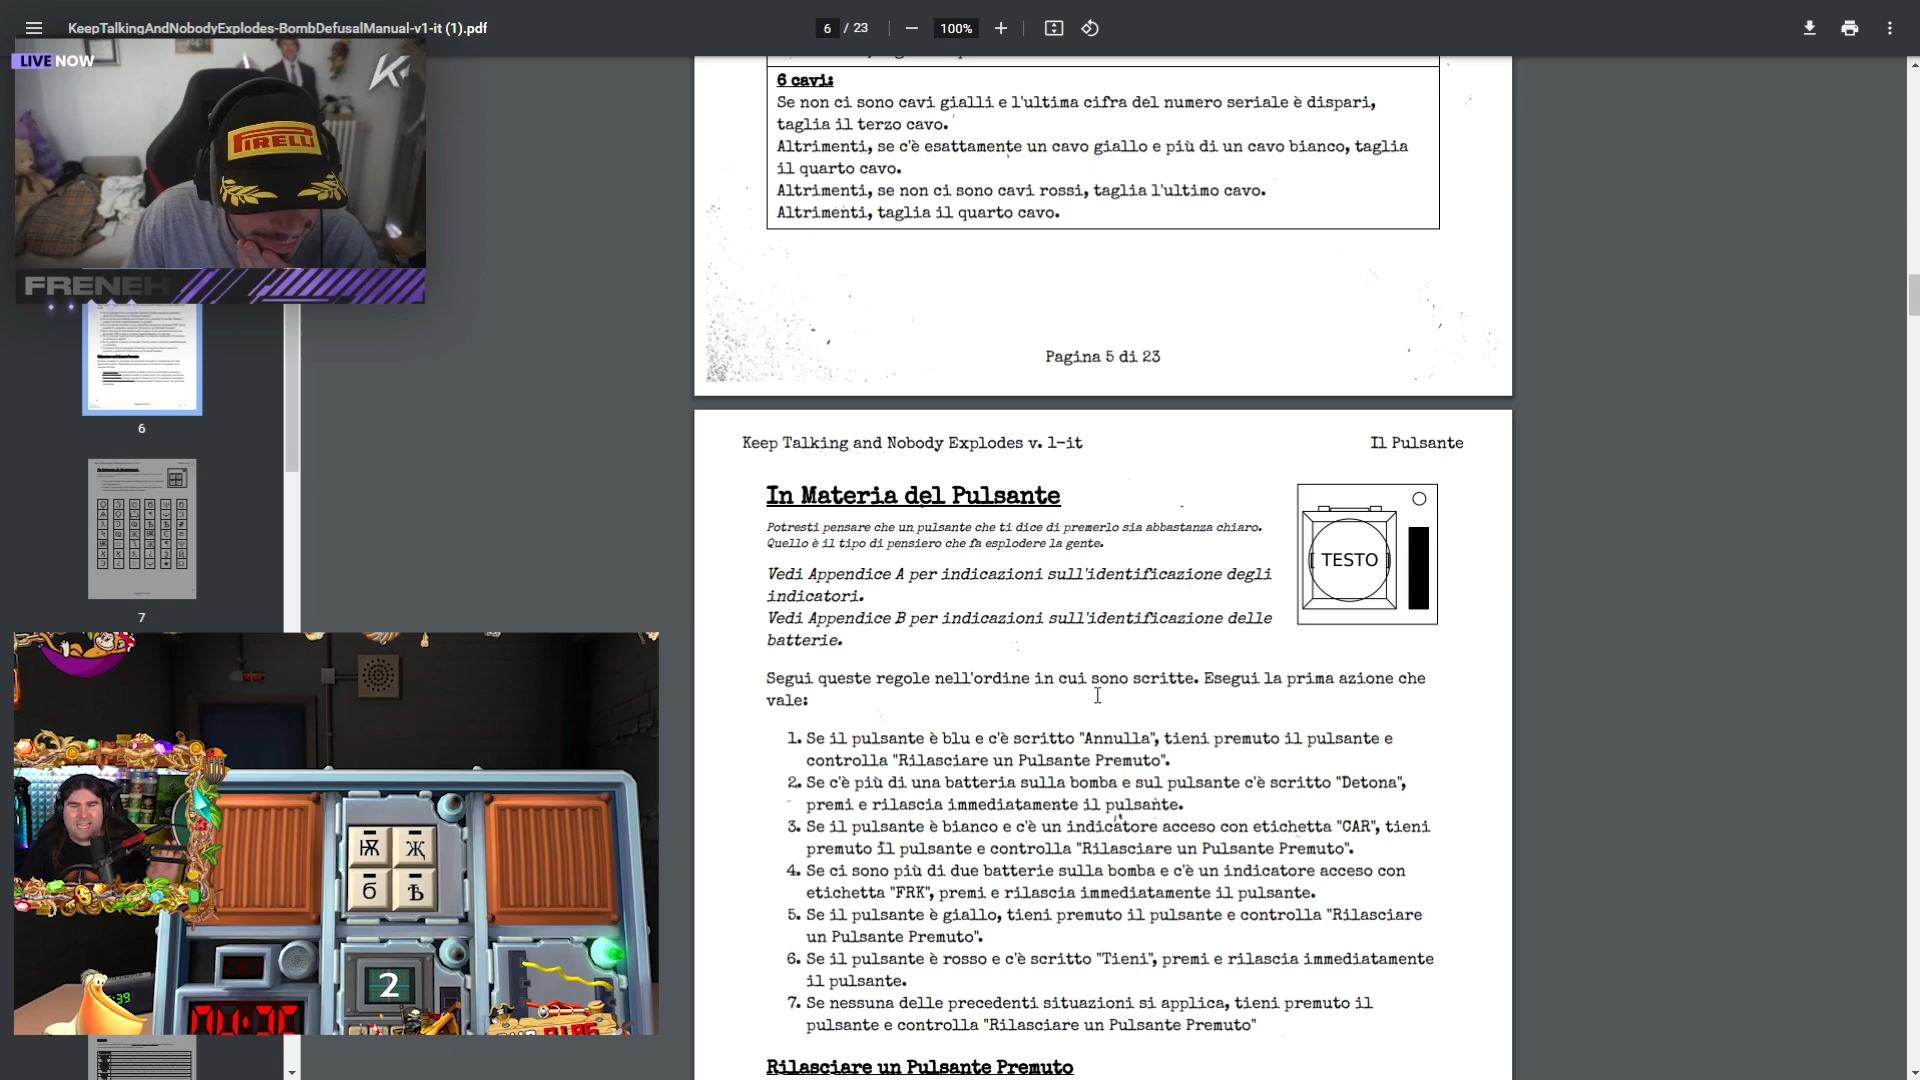 KeepTalkingAndNobodyExplodes-BombDefusalManual-v1-it (1).pdf
6 / 23
100%
LIVE NOW
PIRELLI
FRENEH
6
7
Ѭ Җ
б Ѣ
2
6 cavi:
Se non ci sono cavi gialli e l'ultima cifra del numero seriale è dispari,
taglia il terzo cavo.
Altrimenti, se c'è esattamente un cavo giallo e più di un cavo bianco, taglia
il quarto cavo.
Altrimenti, se non ci sono cavi rossi, taglia l'ultimo cavo.
Altrimenti, taglia il quarto cavo.
Pagina 5 di 23
Keep Talking and Nobody Explodes v. 1-it
Il Pulsante
In Materia del Pulsante
Potresti pensare che un pulsante che ti dice di premerlo sia abbastanza chiaro.
Quello è il tipo di pensiero che fa esplodere la gente.
TESTO
Vedi Appendice A per indicazioni sull'identificazione degli
indicatori.
Vedi Appendice B per indicazioni sull'identificazione delle
batterie.
Segui queste regole nell'ordine in cui sono scritte. Esegui la prima azione che
vale:
1. Se il pulsante è blu e c'è scritto "Annulla", tieni premuto il pulsante e
controlla "Rilasciare un Pulsante Premuto".
2. Se c'è più di una batteria sulla bomba e sul pulsante c'è scritto "Detona",
premi e rilascia immediatamente il pulsante.
3. Se il pulsante è bianco e c'è un indicatore acceso con etichetta "CAR", tieni
premuto il pulsante e controlla "Rilasciare un Pulsante Premuto".
4. Se ci sono più di due batterie sulla bomba e c'è un indicatore acceso con
etichetta "FRK", premi e rilascia immediatamente il pulsante.
5. Se il pulsante è giallo, tieni premuto il pulsante e controlla "Rilasciare
un Pulsante Premuto".
6. Se il pulsante è rosso e c'è scritto "Tieni", premi e rilascia immediatamente
il pulsante.
7. Se nessuna delle precedenti situazioni si applica, tieni premuto il
pulsante e controlla "Rilasciare un Pulsante Premuto"
Rilasciare un Pulsante Premuto